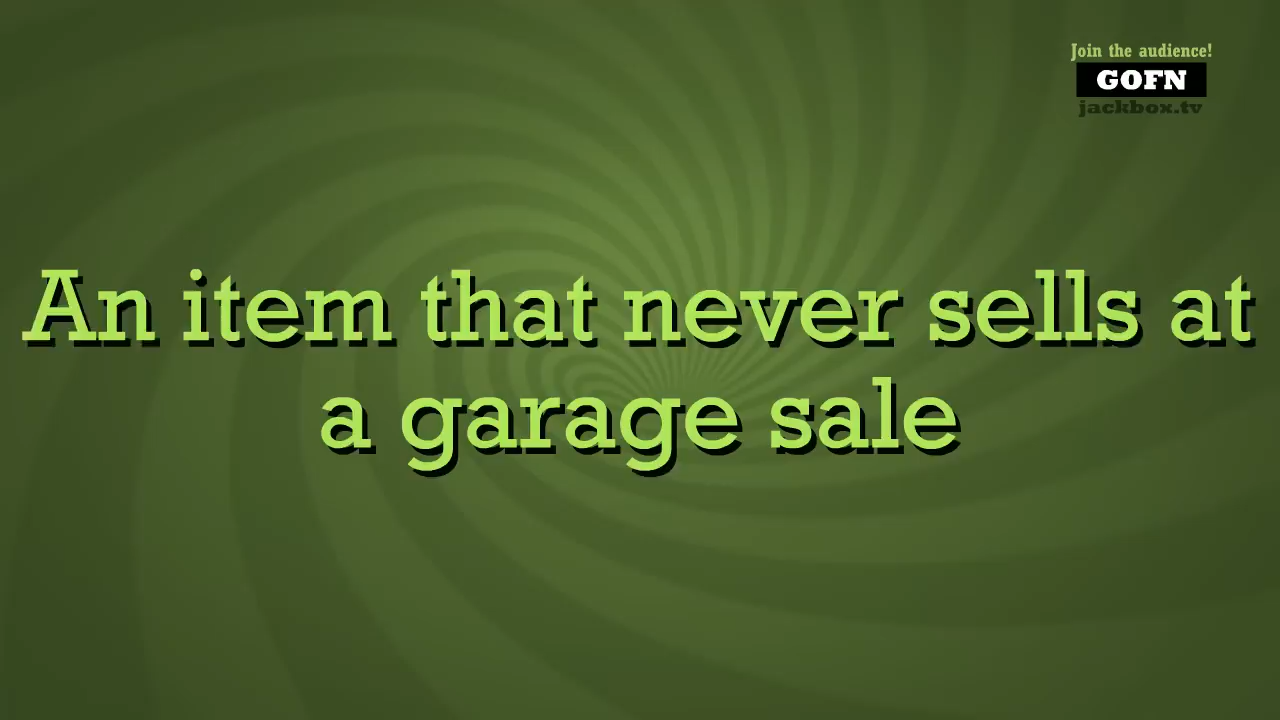 Join the audience!
GOFN
jackbox.tv
An item that never sells at
a garage sale